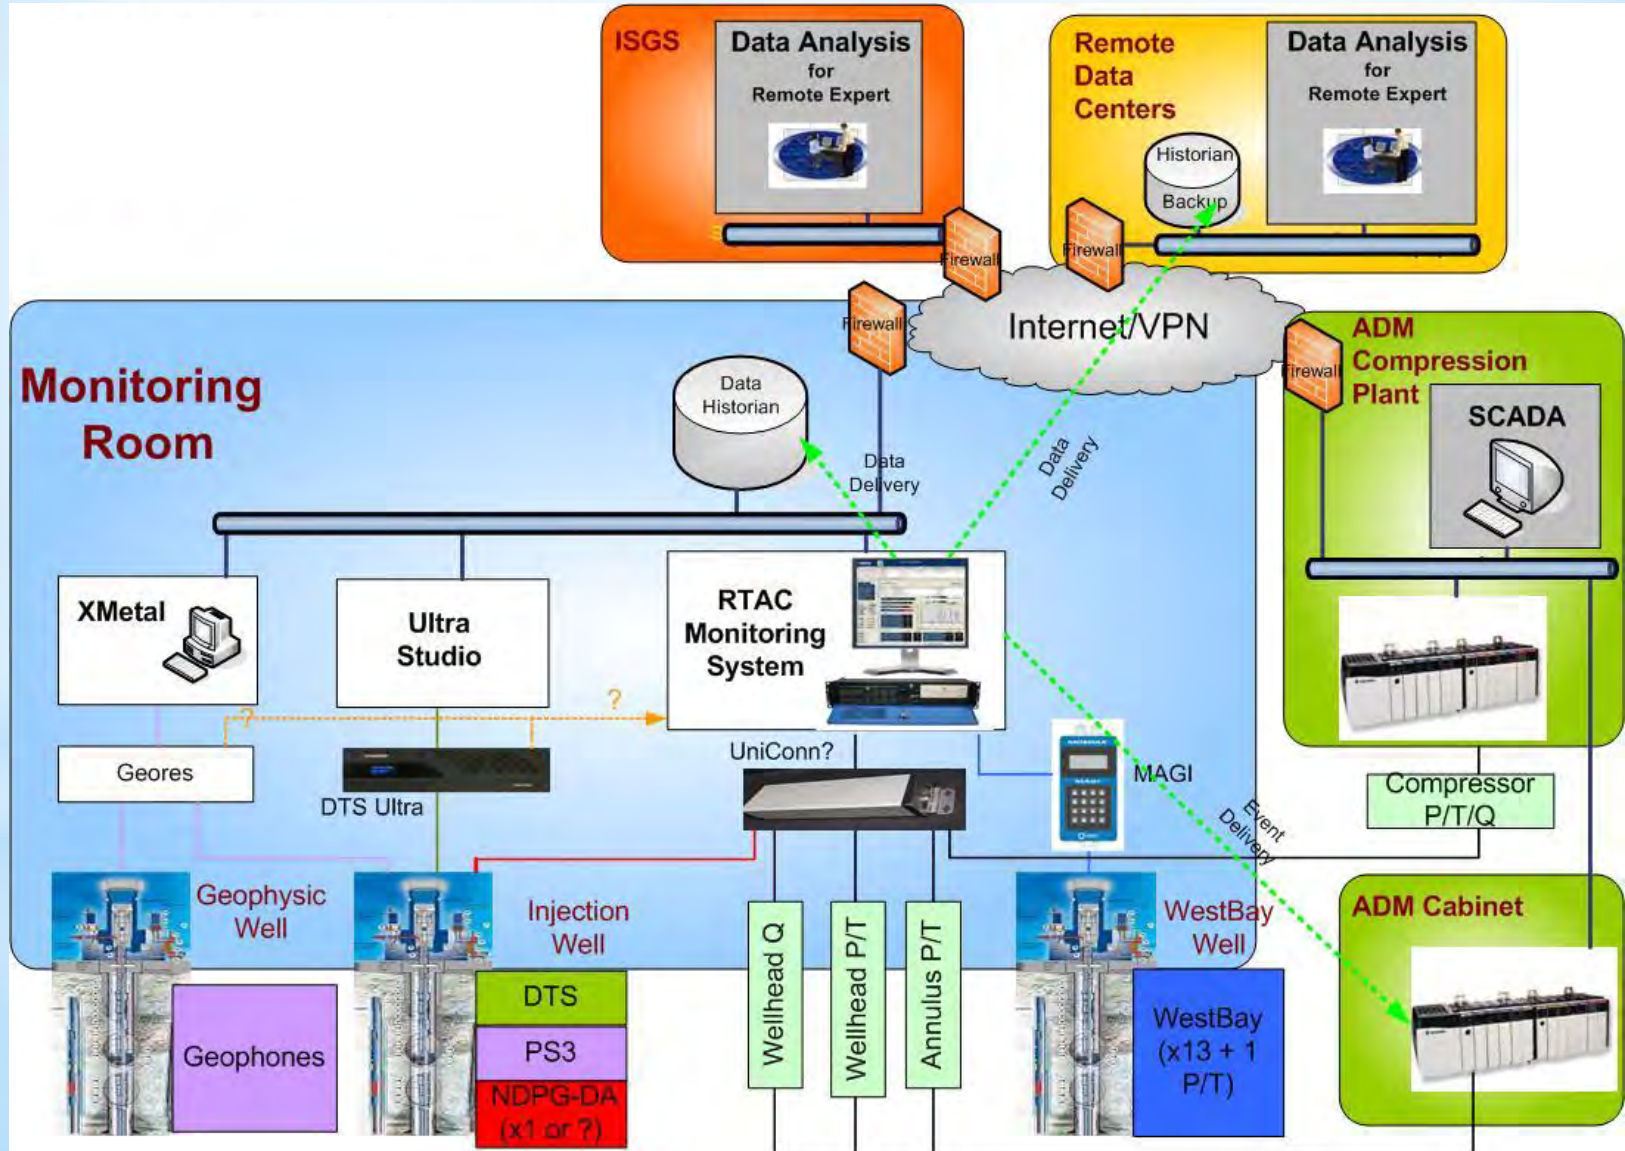 ISGS
Data Analysis
for
Remote Expert
Remote
Data
Centers
Data Analysis
for
Remote Expert
Historian
Backup
Firewall
Firewall
Firewall
Firewall
Internet/VPN
ADM
Compression
Plant
SCADA
Monitoring
Room
Data
Historian
Data
Delivery
Data
Delivery
XMetal
Ultra
Studio
RTAC
Monitoring
System
?
?
Geores
DTS Ultra
UniConn?
MAGI
Event
Delivery
Compressor
P/T/Q
Geophysic
Well
Injection
Well
WestBay
Well
ADM Cabinet
Wellhead Q
Wellhead P/T
Annulus P/T
Geophones
DTS
PS3
NDPG-DA
(x1 or ?)
WestBay
(x13 + 1
P/T)